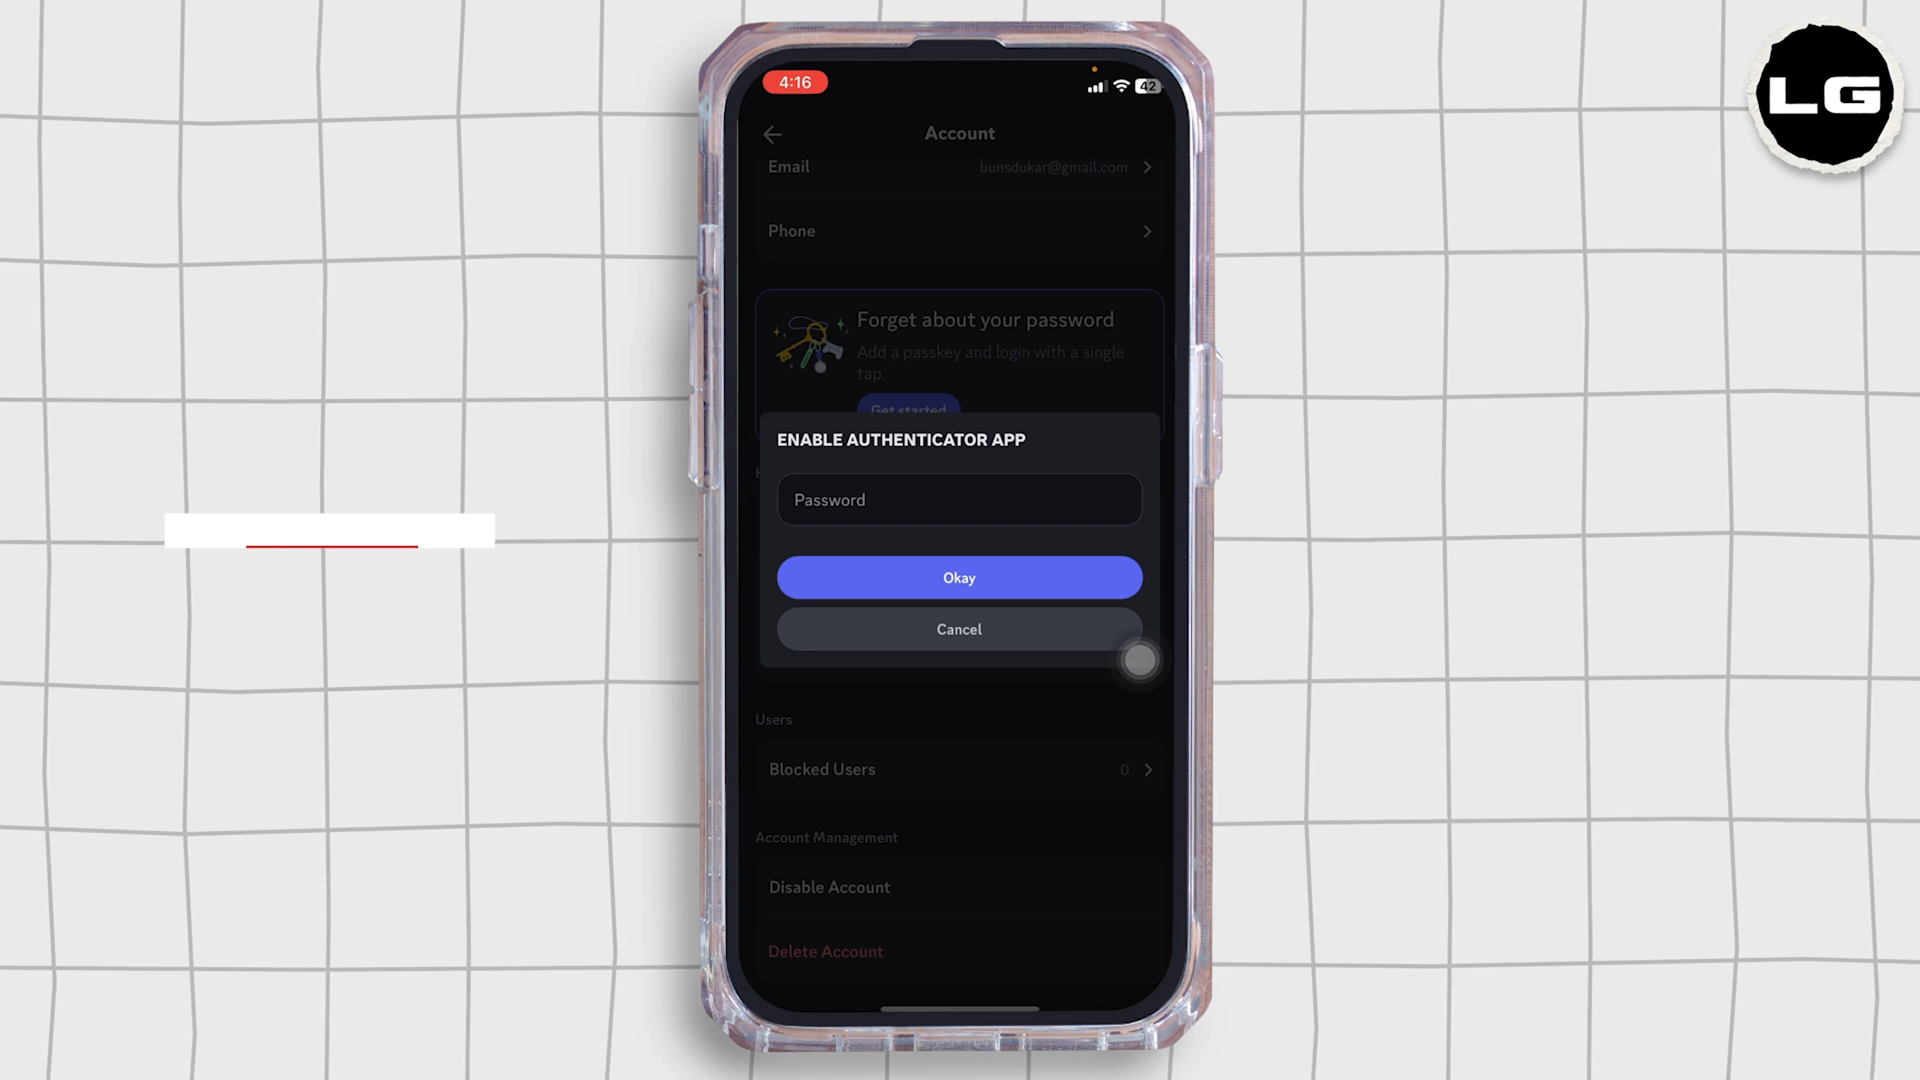 LG
4:16
42
Account
Email bunsdukar@gmail.com
Phone
Forget about your password
Add a passkey and login with a single
tap.
Get started
ENABLE AUTHENTICATOR APP
Password
Okay
Cancel
Users
Blocked Users 0
Account Management
Disable Account
Delete Account